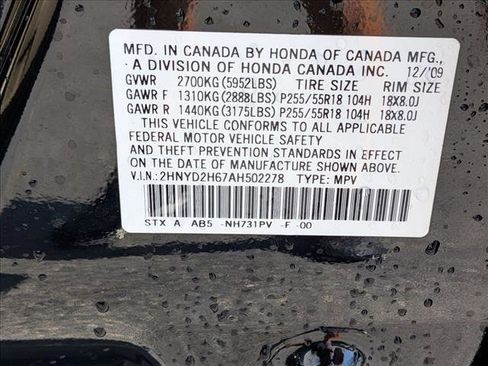 MFD. IN CANADA BY HONDA OF CANADA MFG.,
A DIVISION OF HONDA CANADA INC. 12/'09
GVWR 2700KG(5952LBS) TIRE SIZE RIM SIZE
GAWR F 1310KG(2888LBS) P255/55R18 104H 18X8.0J
GAWR R 1440KG(3175LBS) P255/55R18 104H 18X8.0J
THIS VEHICLE CONFORMS TO ALL APPLICABLE
FEDERAL MOTOR VEHICLE SAFETY
AND THEFT PREVENTION STANDARDS IN EFFECT
ON THE DATE OF MANUFACTURE SHOWN ABOVE.
V.I.N:2HNYD2H67AH502278 TYPE: MPV
STX A AB5 -NH731PV -F -00